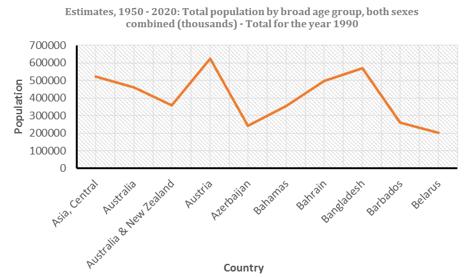 Estimates, 1950 - 2020: Total population by broad age group, both sexes
combined (thousands) - Total for the year 1990
Population
700000
600000
500000
400000
300000
200000
100000
0
Asia, Central
Australia
Australia & New Zealand
Austria
Azerbaijan
Bahamas
Bahrain
Bangladesh
Barbados
Belarus
Country